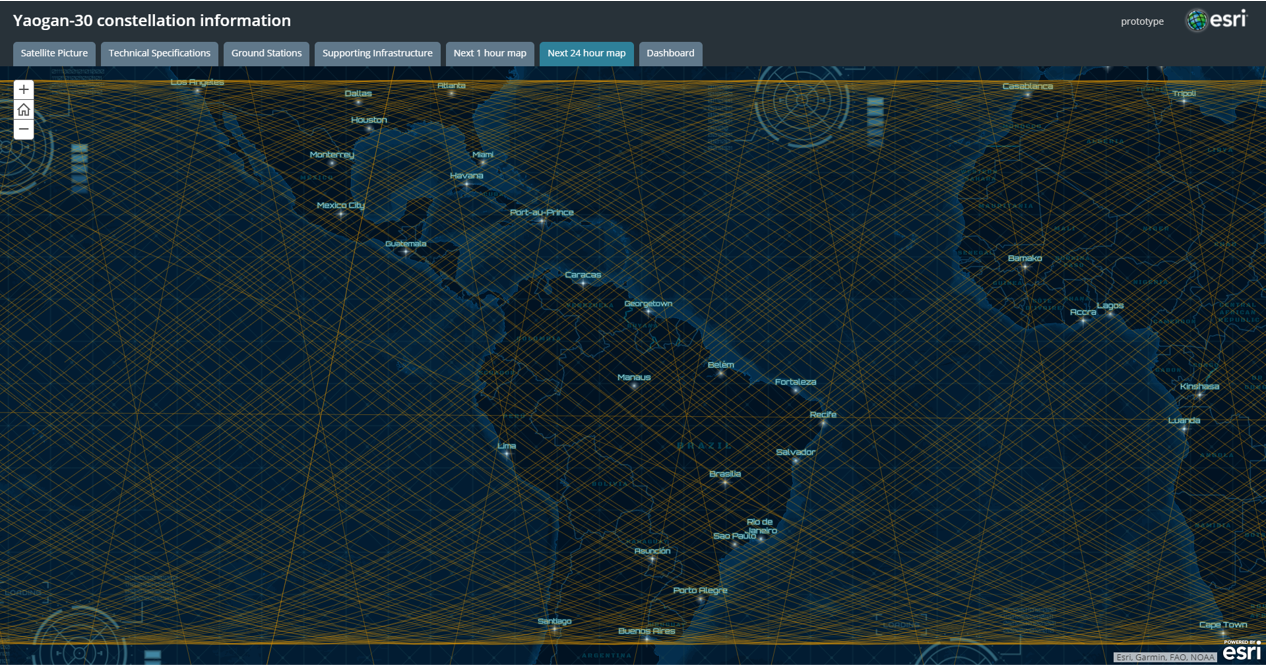 Yaogan-30 constellation information
prototype
esri
Satellite Picture
Technical Specifications
Ground Stations
Supporting Infrastructure
Next 1 hour map
Next 24 hour map
Dashboard
+
−
Los Angeles
Dallas
Atlanta
Casablanca
Tripoli
Houston
Monterrey
Miami
Havana
Mexico City
Port-au-Prince
Guatemala
Bamako
Caracas
Georgetown
Accra
Lagos
Belém
Manaus
Fortaleza
Kinshasa
Recife
Luanda
BRAZIL
Lima
Salvador
Brasília
BOLIVIA
Rio de
Janeiro
Sao Paulo
Asunción
Porto Alegre
Santiago
Buenos Aires
Cape Town
ARGENTINA
Esri, Garmin, FAO, NOAA
POWERED BY
esri